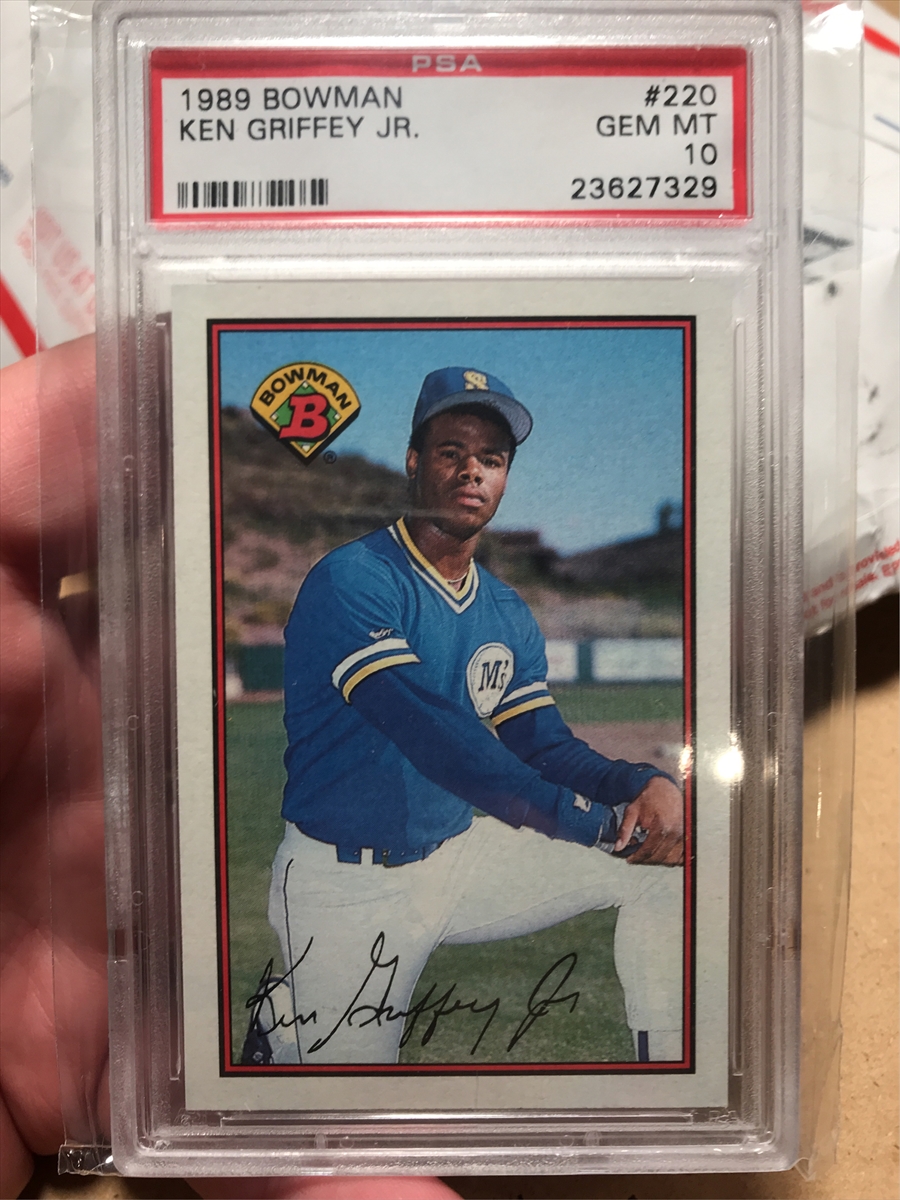 PSA
1989 BOWMAN #220
KEN GRIFFEY JR. GEM MT
10
23627329
BOWMAN
B
®
S
M's
Ken Griffey Jr